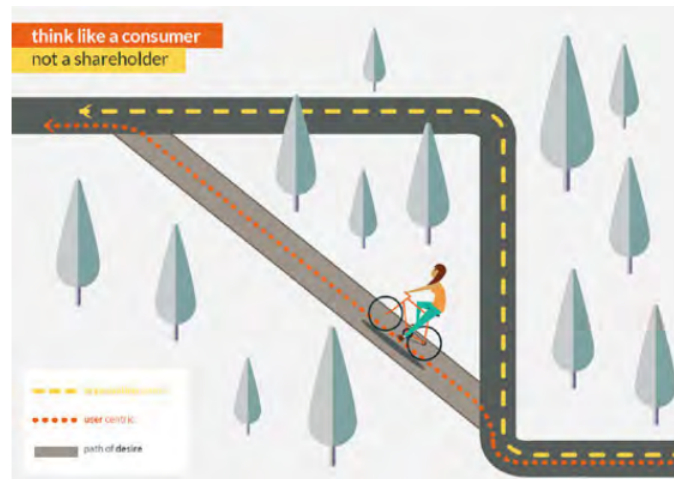 think like a consumer
not a shareholder
user centric
path of desire